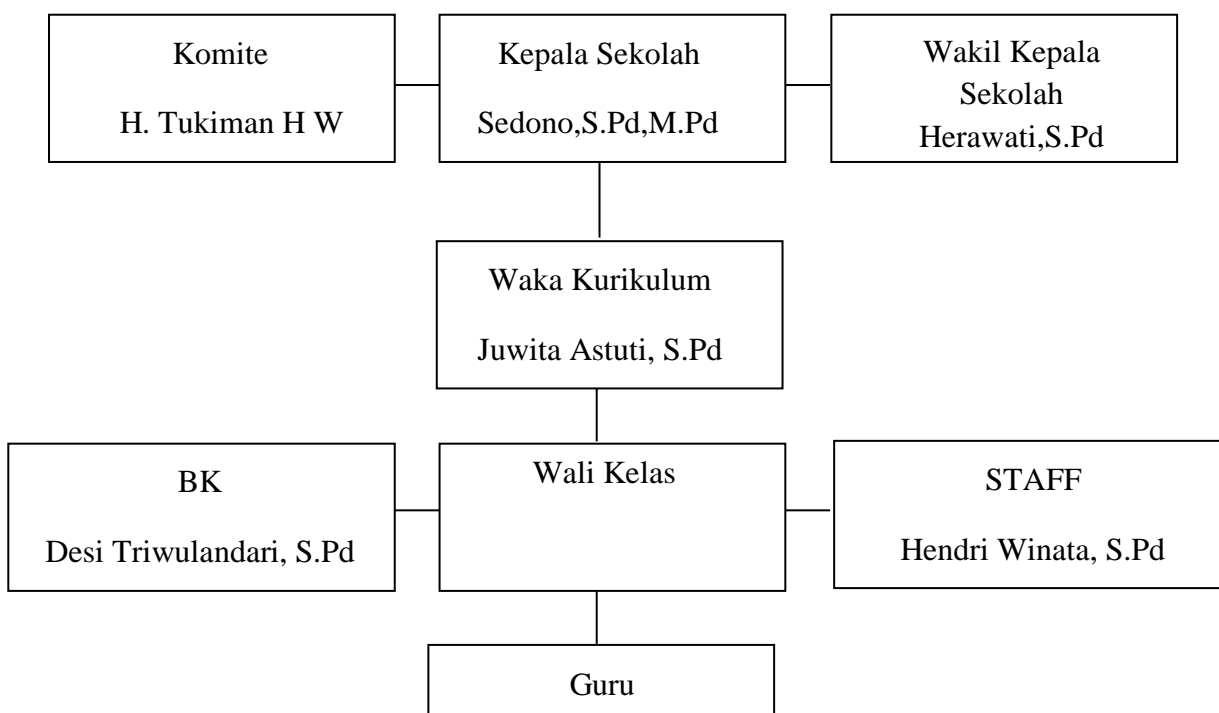 Komite
H. Tukiman H W
Kepala Sekolah
Sedono,S.Pd,M.Pd
Wakil Kepala
Sekolah
Herawati,S.Pd
Waka Kurikulum
Juwita Astuti, S.Pd
BK
Desi Triwulandari, S.Pd
Wali Kelas
STAFF
Hendri Winata, S.Pd
Guru